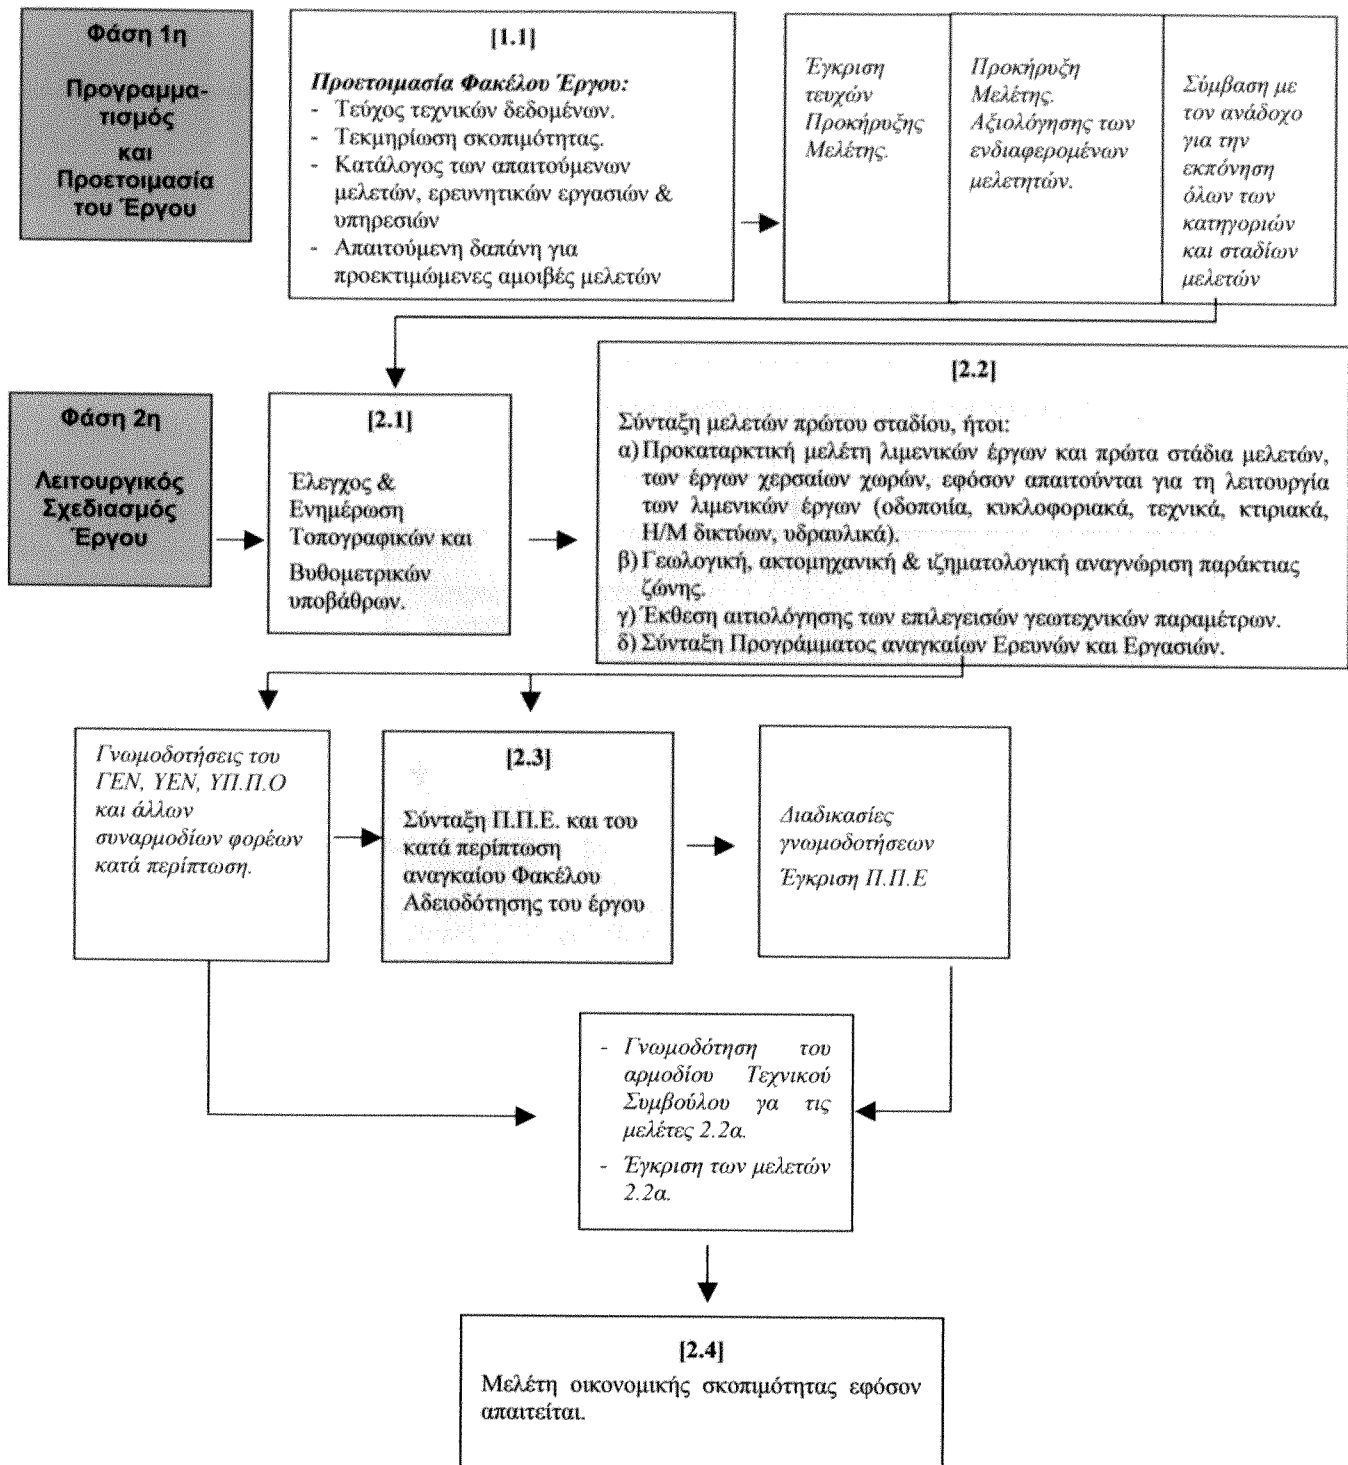 Φάση 1η
Προγραμμα-
τισμός
και
Προετοιμασία
του Έργου
[1.1]
Προετοιμασία Φακέλου Έργου:
- Τεύχος τεχνικών δεδομένων.
- Τεκμηρίωση σκοπιμότητας.
- Κατάλογος των απαιτούμενων
μελετών, ερευνητικών εργασιών &
υπηρεσιών
- Απαιτούμενη δαπάνη για
προεκτιμώμενες αμοιβές μελετών
Έγκριση
τευχών
Προκήρυξης
Μελέτης.
Προκήρυξη
Μελέτης.
Αξιολόγησης των
ενδιαφερομένων
μελετητών.
Σύμβαση με
τον ανάδοχο
για την
εκπόνηση
όλων των
κατηγοριών
και σταδίων
μελετών
Φάση 2η
Λειτουργικός
Σχεδιασμός
Έργου
[2.1]
Έλεγχος &
Ενημέρωση
Τοπογραφικών και
Βυθομετρικών
υποβάθρων.
[2.2]
Σύνταξη μελετών πρώτου σταδίου, ήτοι:
α) Προκαταρκτική μελέτη λιμενικών έργων και πρώτα στάδια μελετών,
των έργων χερσαίων χωρών, εφόσον απαιτούνται για τη λειτουργία
των λιμενικών έργων (οδοποιία, κυκλοφοριακά, τεχνικά, κτιριακά,
Η/Μ δικτύων, υδραυλικά).
β) Γεωλογική, ακτομηχανική & ιζηματολογική αναγνώριση παράκτιας
ζώνης.
γ) Έκθεση αιτιολόγησης των επιλεγεισών γεωτεχνικών παραμέτρων.
δ) Σύνταξη Προγράμματος αναγκαίων Ερευνών και Εργασιών.
Γνωμοδοτήσεις του
ΓΕΝ, ΥΕΝ, ΥΠ.Π.Ο
και άλλων
συναρμοδίων φορέων
κατά περίπτωση.
[2.3]
Σύνταξη Π.Π.Ε. και του
κατά περίπτωση
αναγκαίου Φακέλου
Αδειοδότησης του έργου
Διαδικασίες
γνωμοδοτήσεων
Έγκριση Π.Π.Ε
- Γνωμοδότηση του
αρμοδίου Τεχνικού
Συμβούλου γα τις
μελέτες 2.2α.
- Έγκριση των μελετών
2.2α.
[2.4]
Μελέτη οικονομικής σκοπιμότητας εφόσον
απαιτείται.